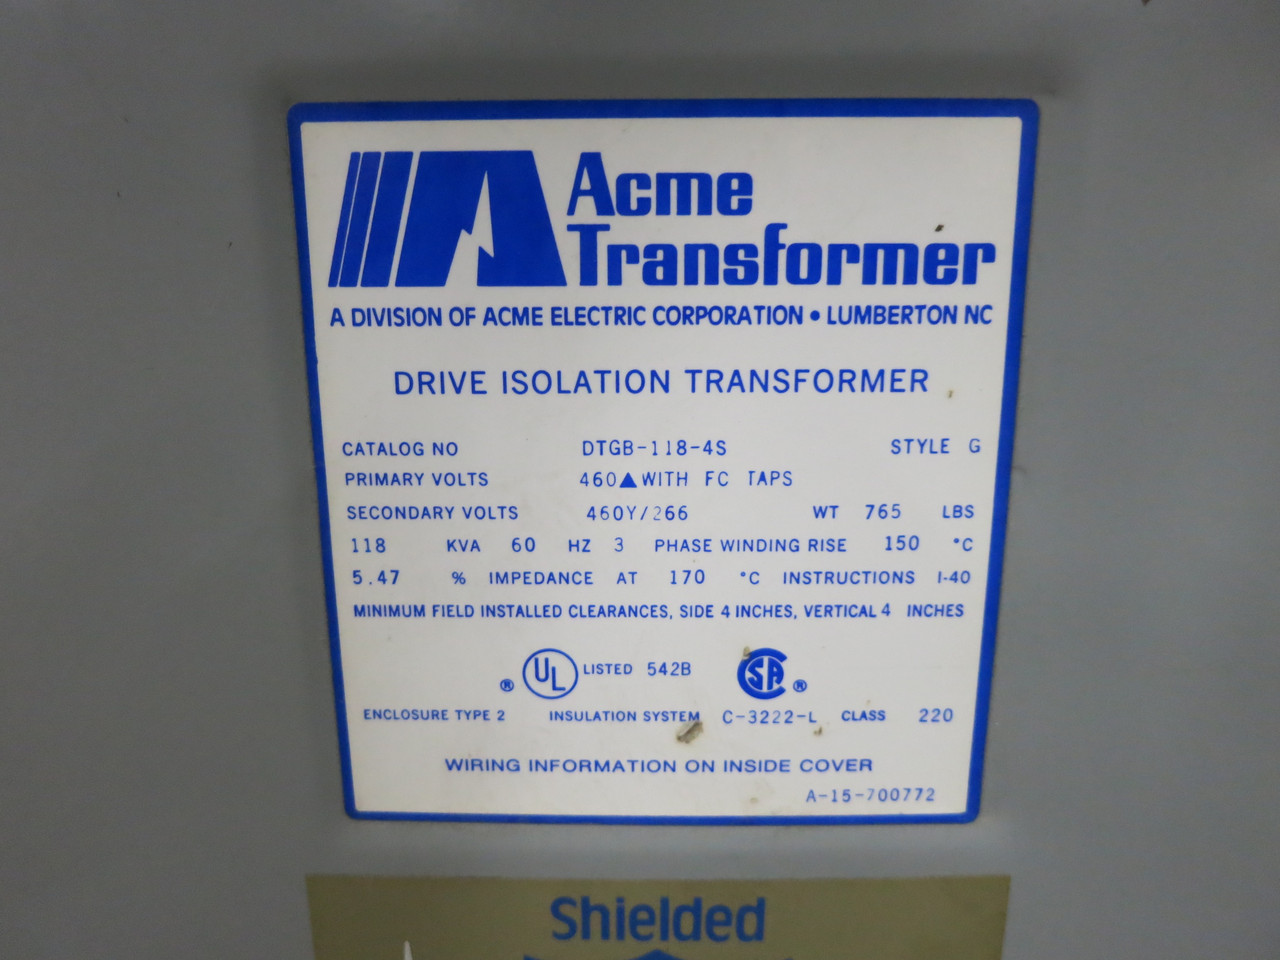 Acme
Transformer
A DIVISION OF ACME ELECTRIC CORPORATION • LUMBERTON NC
DRIVE ISOLATION TRANSFORMER
CATALOG NO DTGB-118-4S STYLE G
PRIMARY VOLTS 460▲WITH FC TAPS
SECONDARY VOLTS 460Y/266 WT 765 LBS
118 KVA 60 HZ 3 PHASE WINDING RISE 150 °C
5.47 % IMPEDANCE AT 170 °C INSTRUCTIONS I-40
MINIMUM FIELD INSTALLED CLEARANCES, SIDE 4 INCHES, VERTICAL 4 INCHES
® UL LISTED 542B SA ®
ENCLOSURE TYPE 2 INSULATION SYSTEM C-3222-L CLASS 220
WIRING INFORMATION ON INSIDE COVER
A-15-700772
Shielded